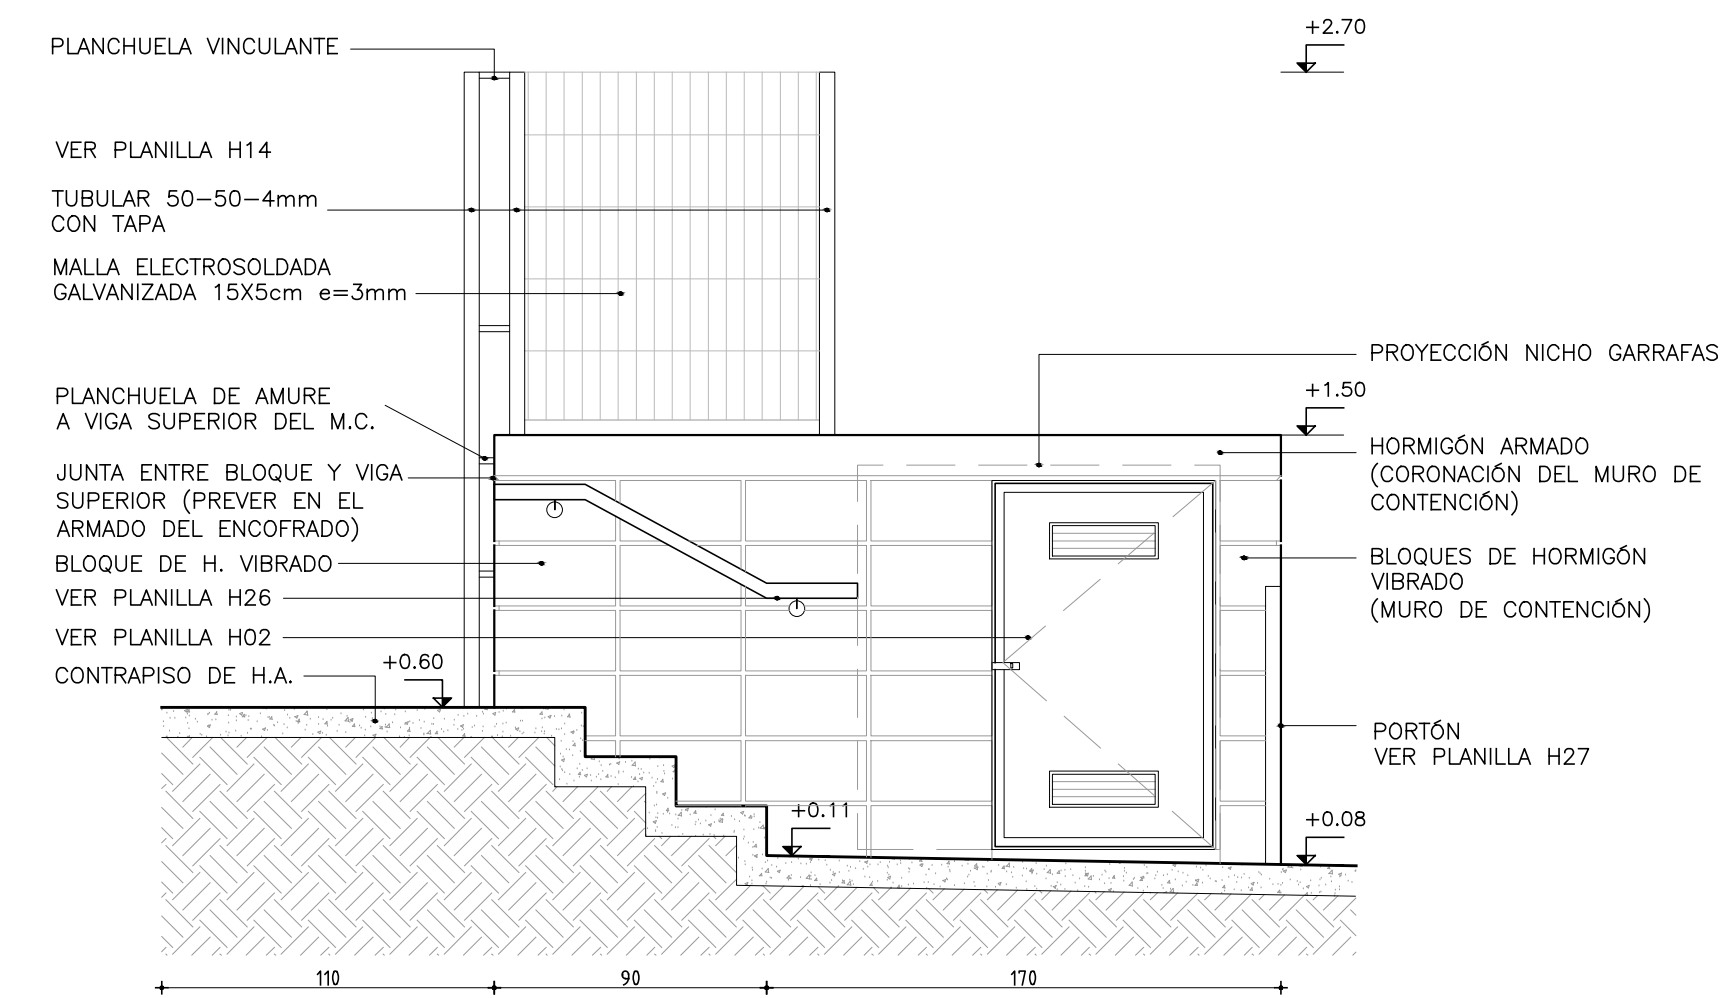 PLANCHUELA VINCULANTE
VER PLANILLA H14
TUBULAR 50-50-4mm
CON TAPA
MALLA ELECTROSOLDADA
GALVANIZADA 15X5cm e=3mm
PLANCHUELA DE AMURE
A VIGA SUPERIOR DEL M.C.
JUNTA ENTRE BLOQUE Y VIGA
SUPERIOR (PREVER EN EL
ARMADO DEL ENCOFRADO)
BLOQUE DE H. VIBRADO
VER PLANILLA H26
VER PLANILLA H02
CONTRAPISO DE H.A.
+0.60
+0.11
+2.70
PROYECCIÓN NICHO GARRAFAS
+1.50
HORMIGÓN ARMADO
(CORONACIÓN DEL MURO DE
CONTENCIÓN)
BLOQUES DE HORMIGÓN
VIBRADO
(MURO DE CONTENCIÓN)
PORTÓN
VER PLANILLA H27
+0.08
110
90
170